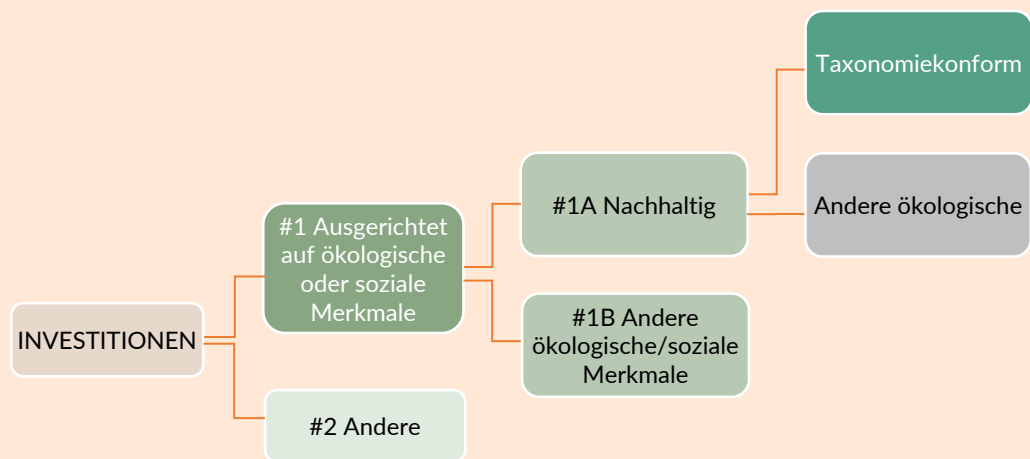 INVESTITIONEN
#1 Ausgerichtet
auf ökologische
oder soziale
Merkmale
#2 Andere
#1A Nachhaltig
#1B Andere
ökologische/soziale
Merkmale
Taxonomiekonform
Andere ökologische